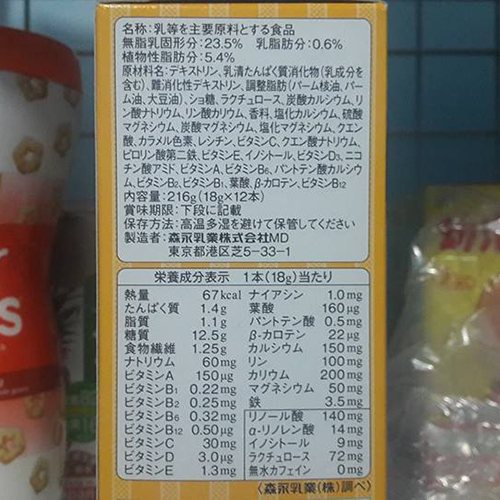 名称:乳等を主要原料とする食品
無脂乳固形分:23.5% 乳脂肪分:0.6%
植物性脂肪分:5.4%
原材料名:デキストリン、乳清たんぱく質消化物(乳成分を
含む)、難消化性デキストリン、調整脂肪(パーム核油、パー
ム油、大豆油)、ショ糖、ラクチュロース、炭酸カルシウム、リ
ン酸ナトリウム、リン酸カリウム、香料、塩化カルシウム、硫酸
マグネシウム、炭酸マグネシウム、塩化マグネシウム、クエン
酸、カラメル色素、レシチン、ビタミンC、クエン酸ナトリウム、
ピロリン酸第二鉄、ビタミンE、イノシトール、ビタミンD3、ニコ
チン酸アミド、ビタミンA、ビタミンB6、パントテン酸カルシウ
ム、ビタミンB2、ビタミンB1、葉酸、β-カロテン、ビタミンB12
内容量:216g(18g×12本)
賞味期限:下段に記載
保存方法:高温多湿を避けて保管してください
製造者:森永乳業株式会社MD
東京都港区芝5-33-1
栄養成分表示 1本(18g)当たり
熱量 67kcal ナイアシン 1.0mg
たんぱく質 1.4g 葉酸 160μg
脂質 1.1g パントテン酸 0.5mg
糖質 12.5g β-カロテン 22μg
食物繊維 1.25g カルシウム 150mg
ナトリウム 60mg リン 100mg
ビタミンA 150μg カリウム 200mg
ビタミンB1 0.22mg マグネシウム 50mg
ビタミンB2 0.25mg 鉄 3.5mg
ビタミンB6 0.32mg リノール酸 140mg
ビタミンB12 0.50μg α-リノレン酸 14mg
ビタミンC 30mg イノシトール 9mg
ビタミンD 3.0μg ラクチュロース 72mg
ビタミンE 1.3mg 無水カフェイン 0mg
〈森永乳業(株)調べ〉